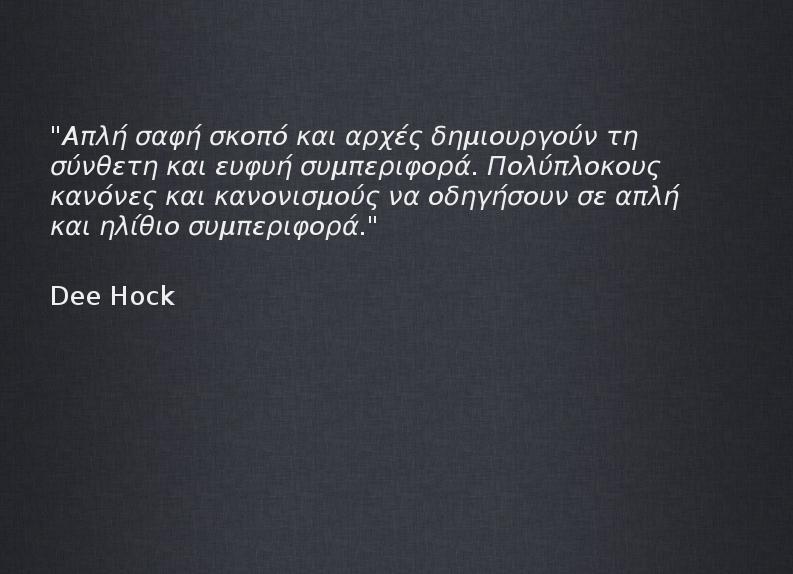 "Απλή σαφή σκοπό και αρχές δημιουργούν τη
σύνθετη και ευφυή συμπεριφορά. Πολύπλοκους
κανόνες και κανονισμούς να οδηγήσουν σε απλή
και ηλίθιο συμπεριφορά."
Dee Hock